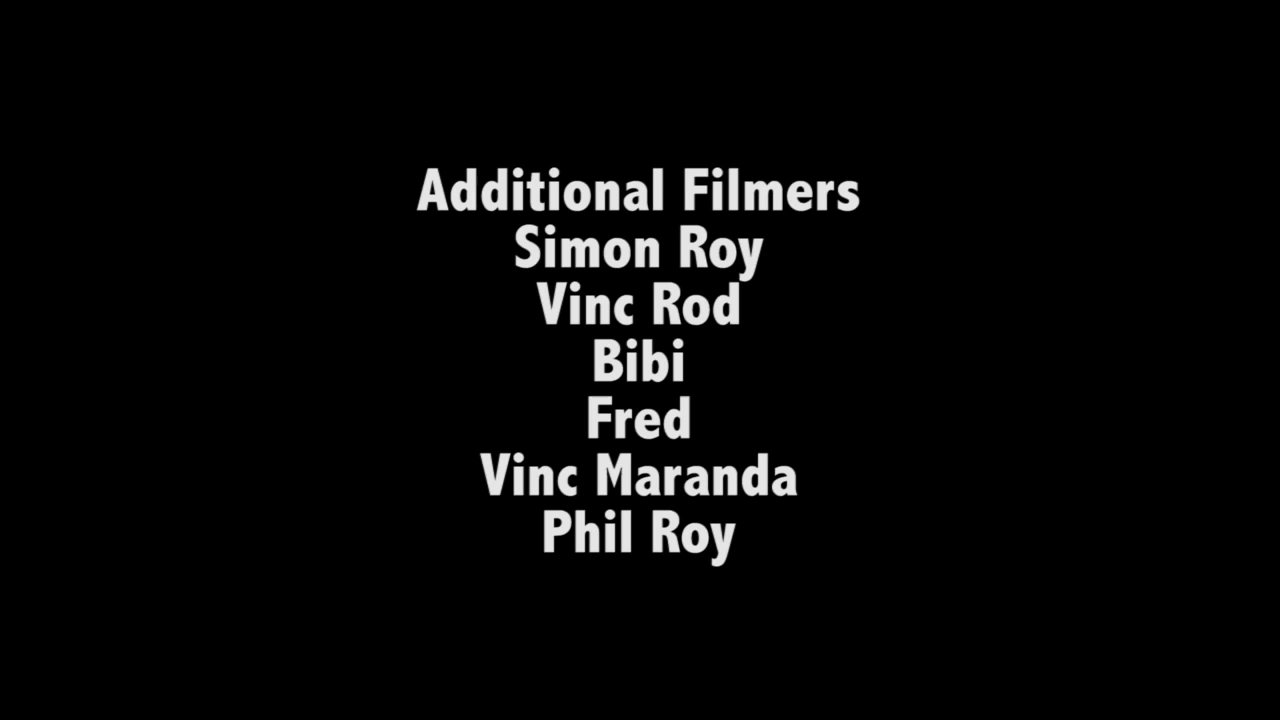 Additional Filmers
Simon Roy
Vinc Rod
Bibi
Fred
Vinc Maranda
Phil Roy